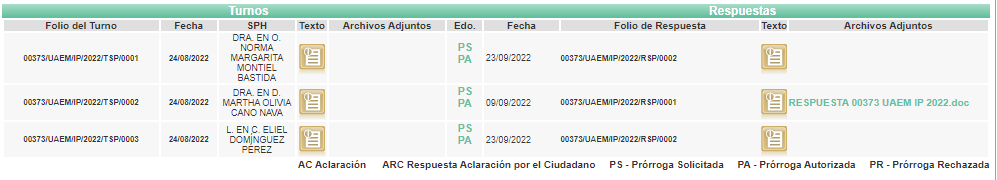 Turnos Respuestas
Folio del Turno Fecha SPH Texto Archivos Adjuntos Edo. Fecha Folio de Respuesta Texto Archivos Adjuntos
00373/UAEM/IP/2022/TSP/0001 24/08/2022 DRA. EN O. NORMA MARGARITA MONTIEL BASTIDA PS PA 23/09/2022 00373/UAEM/IP/2022/RSP/0002
00373/UAEM/IP/2022/TSP/0002 24/08/2022 DRA. EN D. MARTHA OLIVIA CANO NAVA PS PA 09/09/2022 00373/UAEM/IP/2022/RSP/0001 RESPUESTA 00373 UAEM IP 2022.doc
00373/UAEM/IP/2022/TSP/0003 24/08/2022 L. EN C. ELIEL DOMÍNGUEZ PÉREZ PS PA 23/09/2022 00373/UAEM/IP/2022/RSP/0002
AC Aclaración ARC Respuesta Aclaración por el Ciudadano PS - Prórroga Solicitada PA - Prórroga Autorizada PR - Prórroga Rechazada